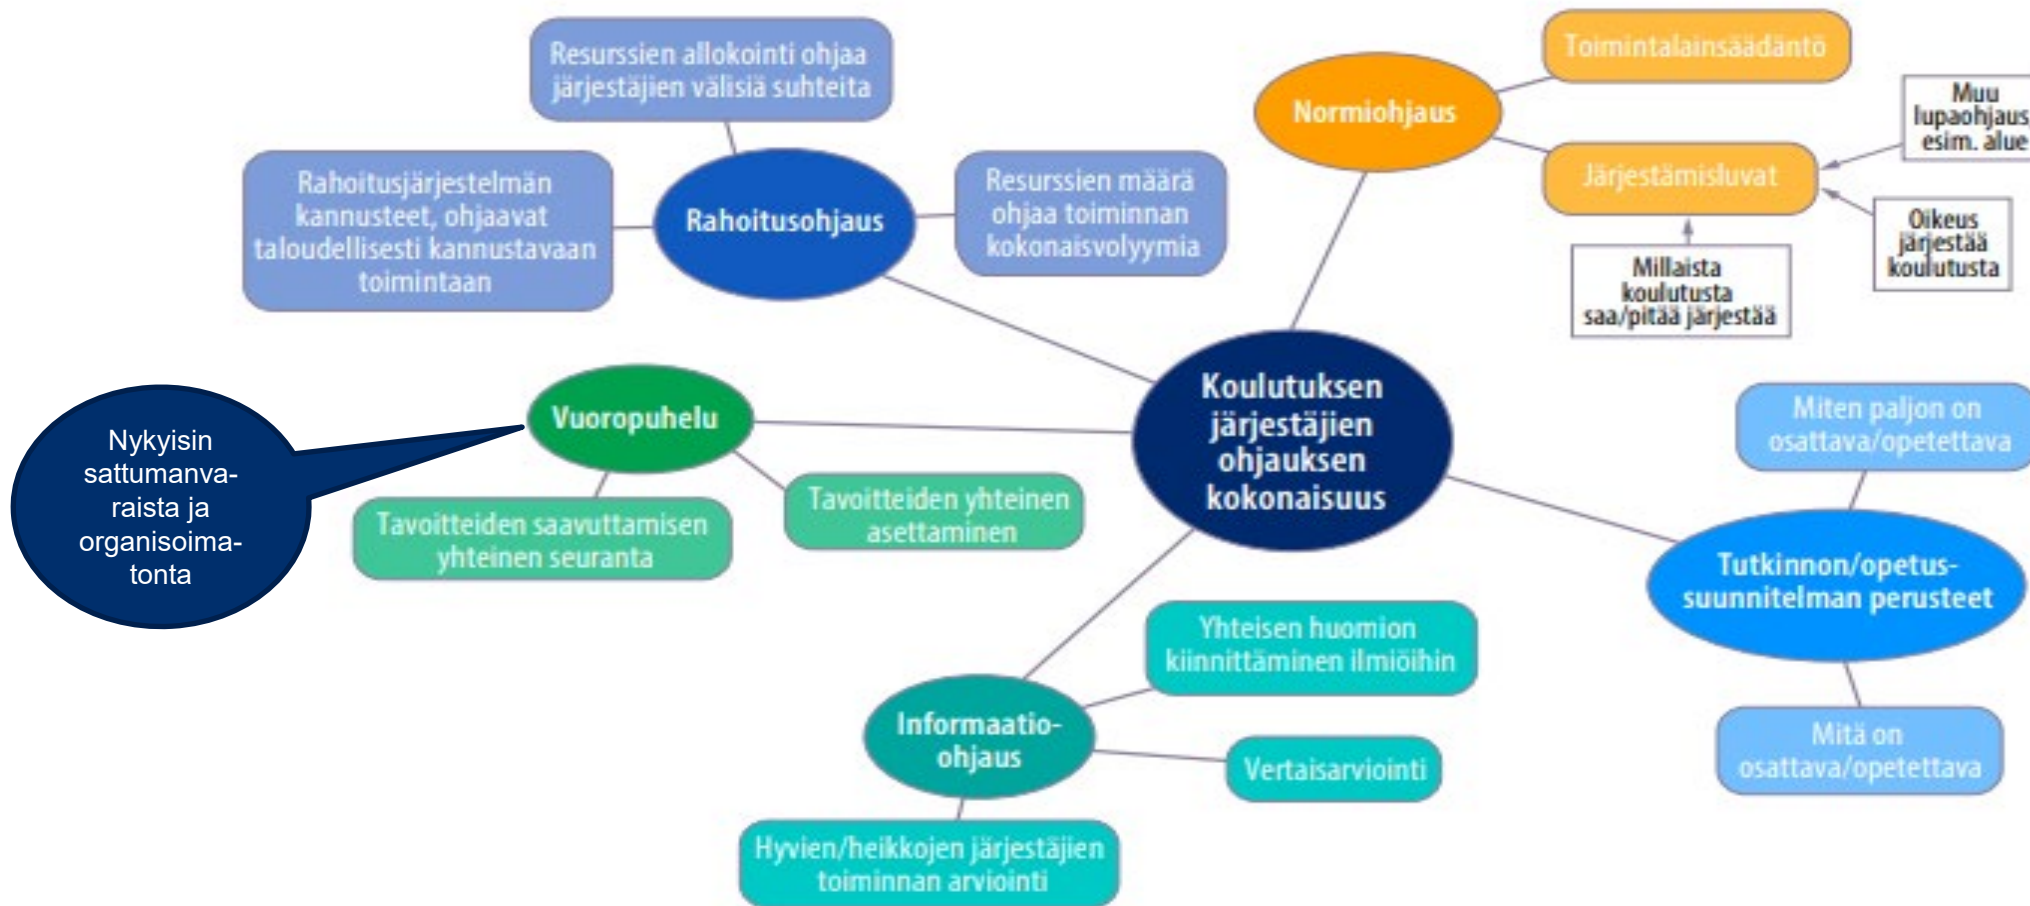 Resurssien allokointi ohjaa
järjestäjien välisiä suhteita
Rahoitusjärjestelmän
kannusteet, ohjaavat
taloudellisesti kannustavaan
toimintaan
Rahoitusohjaus
Resurssien määrä
ohjaa toiminnan
kokonaisvolyymia
Normiohjaus
Toimintalainsäädäntö
Järjestämisluvat
Muu
lupaohjaus,
esim. alue
Oikeus
järjestää
koulutusta
Millaista
koulutusta
saa/pitää järjestää
Koulutuksen
järjestäjien
ohjauksen
kokonaisuus
Vuoropuhelu
Nykyisin
sattumanva-
raista ja
organisoima-
tonta
Tavoitteiden saavuttamisen
yhteinen seuranta
Tavoitteiden yhteinen
asettaminen
Miten paljon on
osattava/opetettava
Tutkinnon/opetus-
suunnitelman perusteet
Mitä on
osattava/opetettava
Informaatio-
ohjaus
Yhteisen huomion
kiinnittäminen ilmiöihin
Vertaisarviointi
Hyvien/heikkojen järjestäjien
toiminnan arviointi